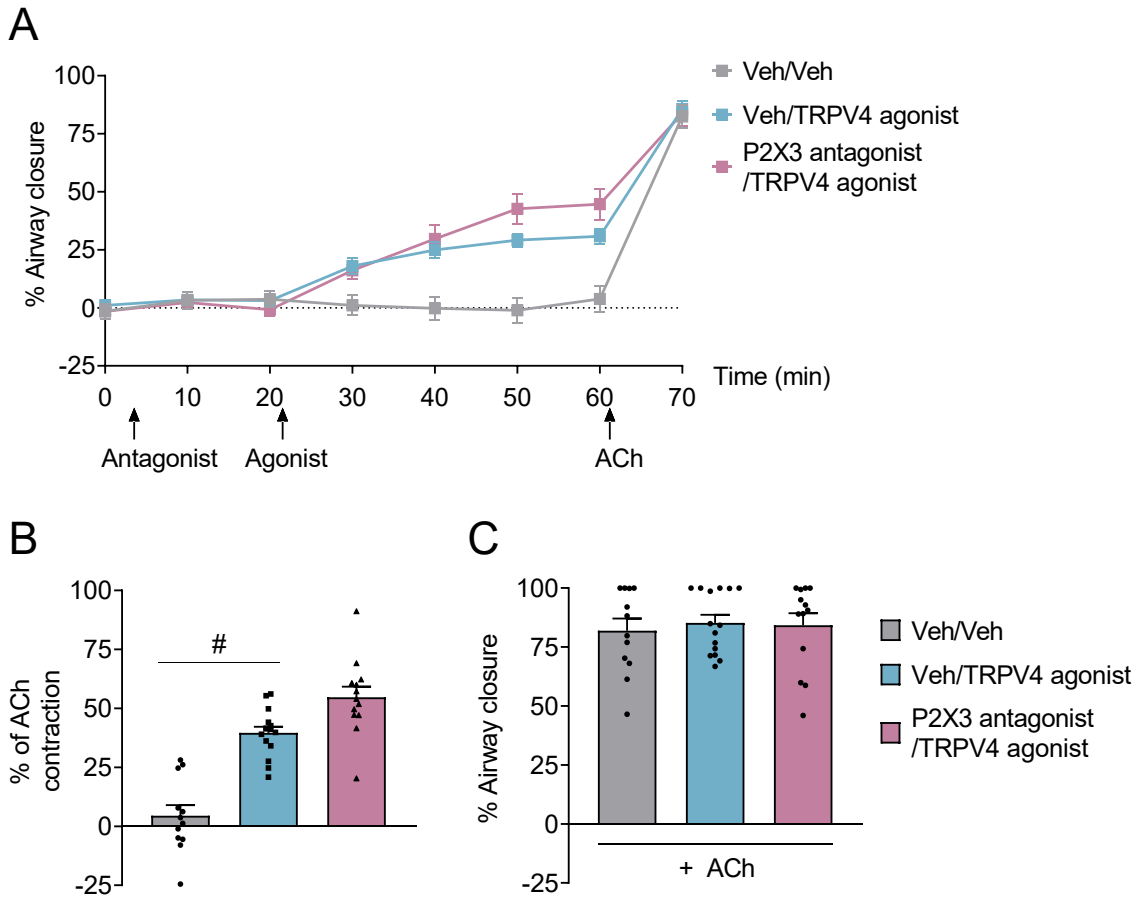 A
100
75
50
25
0
-25
% Airway closure
0 10 20 30 40 50 60 70
Time (min)
Antagonist Agonist ACh
Veh/Veh
Veh/TRPV4 agonist
P2X3 antagonist
/TRPV4 agonist
B
100
75
50
25
0
-25
% of ACh
contraction
#
C
100
75
50
25
0
-25
% Airway closure
+ ACh
Veh/Veh
Veh/TRPV4 agonist
P2X3 antagonist
/TRPV4 agonist